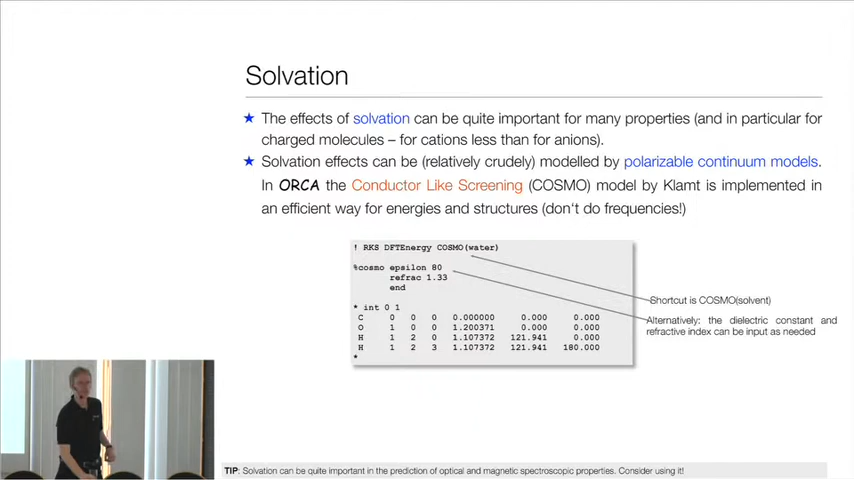 Solvation
★ The effects of solvation can be quite important for many properties (and in particular for
charged molecules – for cations less than for anions).
★ Solvation effects can be (relatively crudely) modelled by polarizable continuum models.
In ORCA the Conductor Like Screening (COSMO) model by Klamt is implemented in
an efficient way for energies and structures (don't do frequencies!)
! RKS DFTEnergy COSMO(water)
%cosmo epsilon 80
refrac 1.33
end
* int 0 1
C 0 0 0 0.000000 0.000 0.000
O 1 0 0 1.200371 0.000 0.000
H 1 2 0 1.107372 121.941 0.000
H 1 2 3 1.107372 121.941 180.000
*
Shortcut is COSMO(solvent)
Alternatively: the dielectric constant and
refractive index can be input as needed
TIP: Solvation can be quite important in the prediction of optical and magnetic spectroscopic properties. Consider using it!